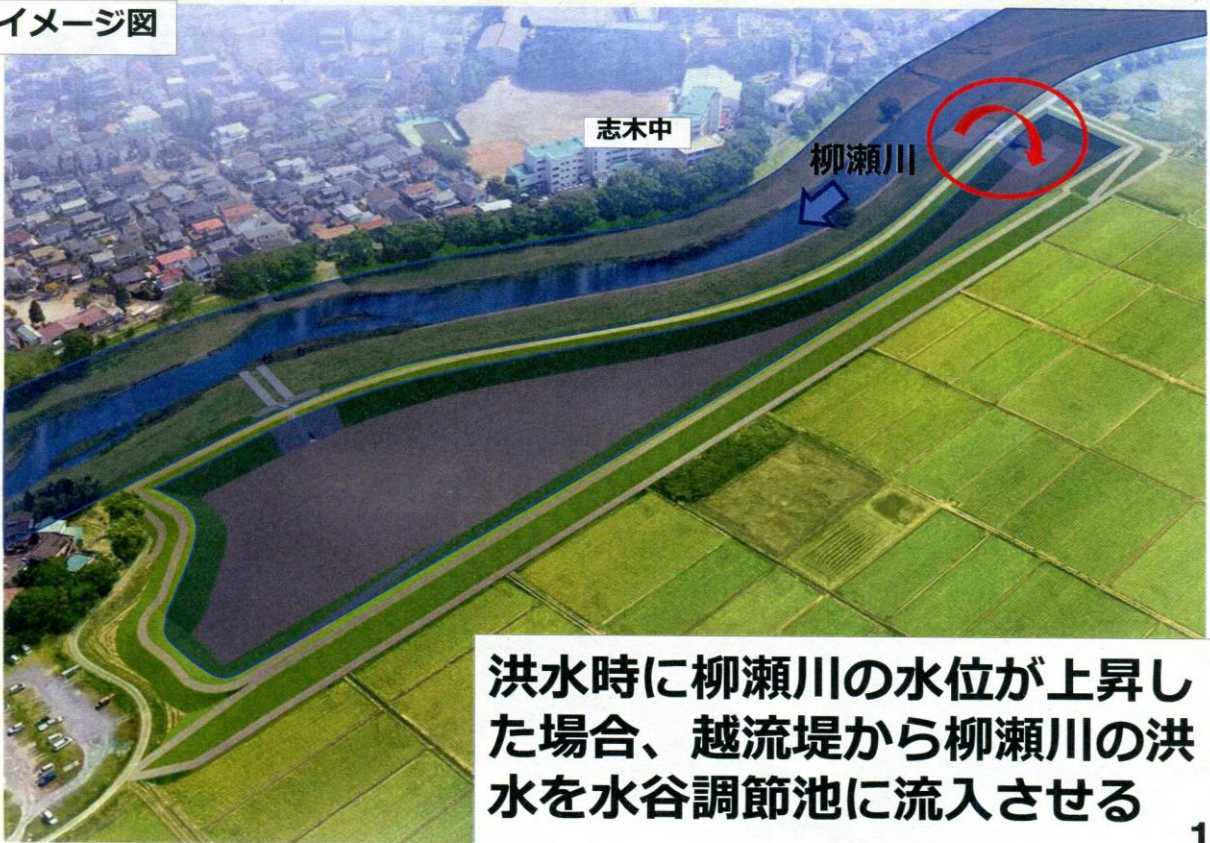 イメージ図
志木中
柳瀬川
洪水時に柳瀬川の水位が上昇し
た場合、越流堤から柳瀬川の洪
水を水谷調節池に流入させる
1